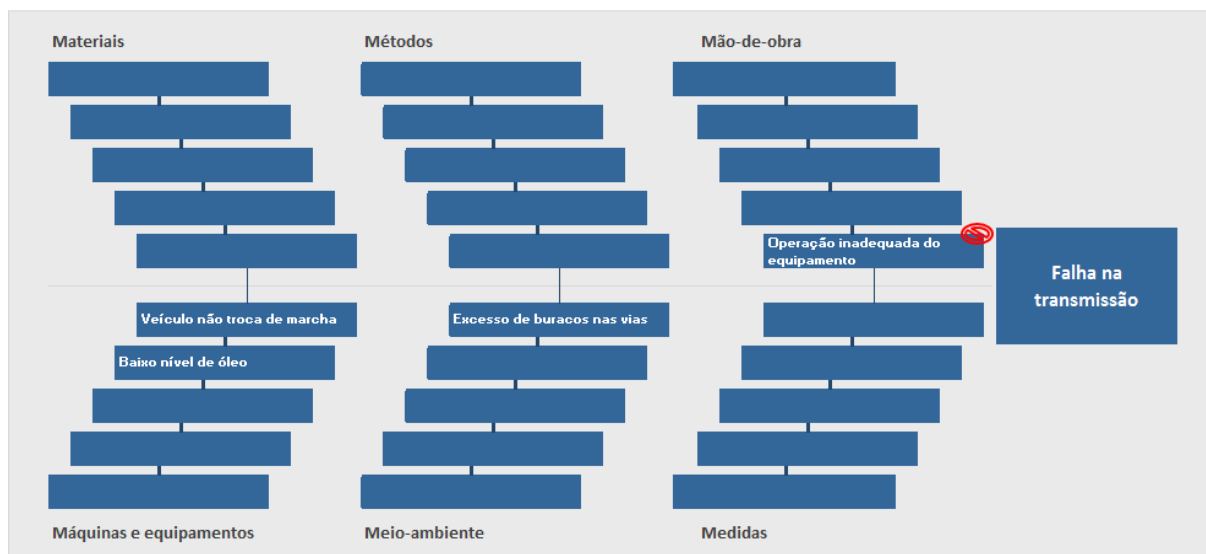 Materiais
Métodos
Mão-de-obra
Operação inadequada do
equipamento
Falha na
transmissão
Veículo não troca de marcha
Excesso de buracos nas vias
Baixo nível de óleo
Máquinas e equipamentos
Meio-ambiente
Medidas